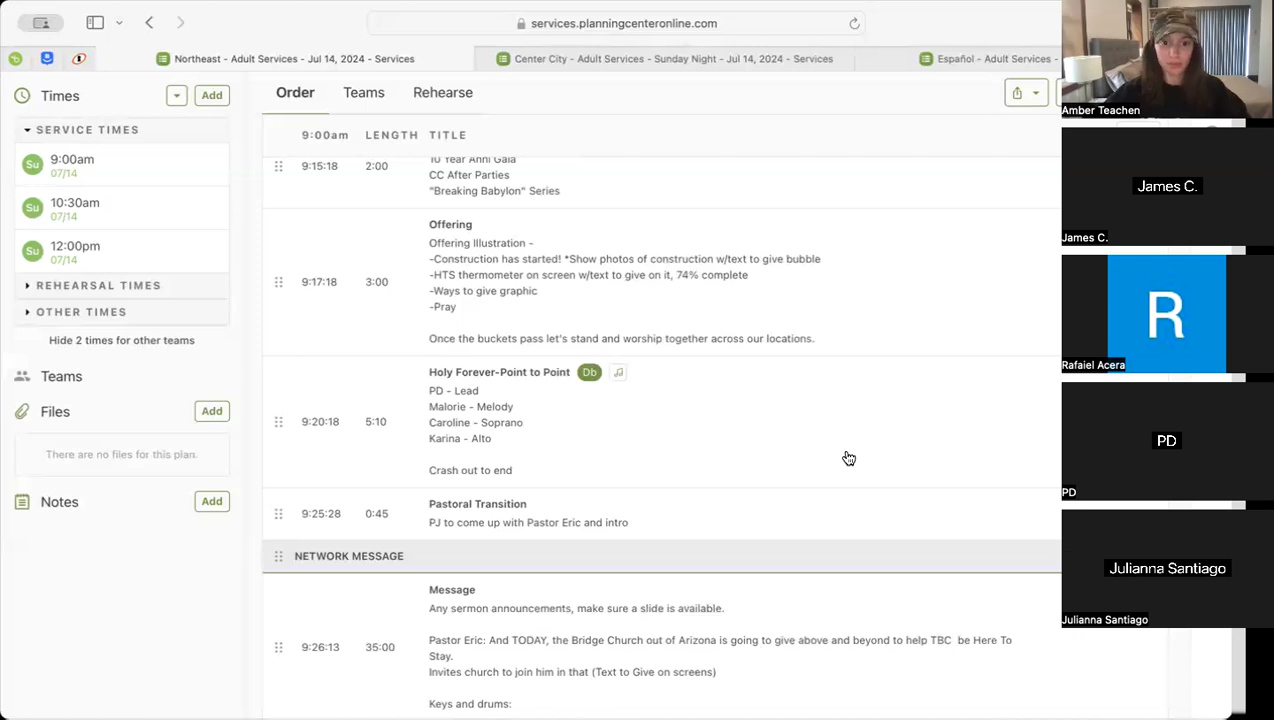 services.planningcenteronline.com
Northeast - Adult Services - Jul 14, 2024 - Services
Center City - Adult Services - Sunday Night - Jul 14, 2024 - Services
Español - Adult Services -
Times
Add
SERVICE TIMES
Su
9:00am
07/14
Su
10:30am
07/14
Su
12:00pm
07/14
REHEARSAL TIMES
OTHER TIMES
Hide 2 times for other teams
Teams
Files
Add
There are no files for this plan.
Notes
Add
Order
Teams
Rehearse
9:00am LENGTH TITLE
10 Year Anni Gala
9:15:18 2:00
CC After Parties
"Breaking Babylon" Series
Offering
Offering Illustration -
-Construction has started! *Show photos of construction w/text to give bubble
-HTS thermometer on screen w/text to give on it, 74% complete
9:17:18 3:00
-Ways to give graphic
-Pray
Once the buckets pass let's stand and worship together across our locations.
Holy Forever-Point to Point Db
PD - Lead
Malorie - Melody
9:20:18 5:10
Caroline - Soprano
Karina - Alto
Crash out to end
Pastoral Transition
9:25:28 0:45
PJ to come up with Pastor Eric and intro
NETWORK MESSAGE
Message
Any sermon announcements, make sure a slide is available.
9:26:13 35:00
Pastor Eric: And TODAY, the Bridge Church out of Arizona is going to give above and beyond to help TBC be Here To
Stay.
Invites church to join him in that (Text to Give on screens)
Keys and drums:
Amber Teachen
James C.
James C.
R
Rafaiel Acera
PD
PD
Julianna Santiago
Julianna Santiago